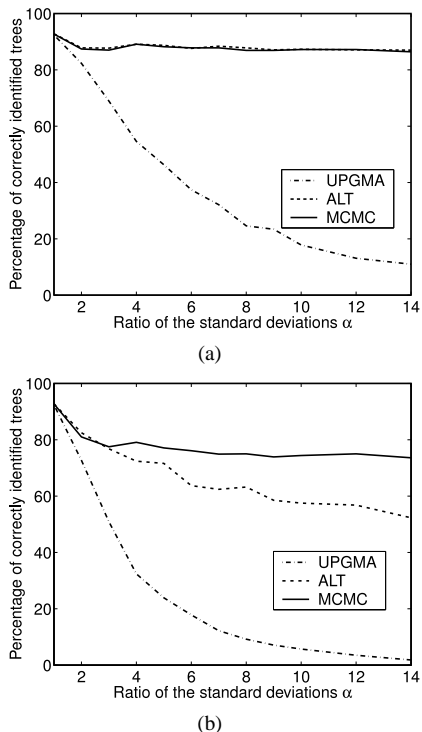 Percentage of correctly identified trees
100
80
60
40
20
0
UPGMA
ALT
MCMC
2 4 6 8 10 12 14
Ratio of the standard deviations α
(a)
Percentage of correctly identified trees
100
80
60
40
20
0
UPGMA
ALT
MCMC
2 4 6 8 10 12 14
Ratio of the standard deviations α
(b)